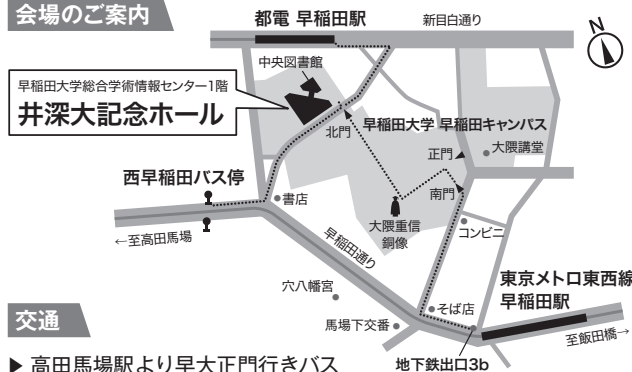 会場のご案内
都電 早稲田駅
新目白通り
N
中央図書館
早稲田大学総合学術情報センター1階
井深大記念ホール
北門
早稲田大学 早稲田キャンパス
正門
大隈講堂
西早稲田バス停
南門
書店
大隈重信
銅像
コンビニ
←至高田馬場
早稲田通り
東京メトロ東西線
早稲田駅
穴八幡宮
そば店
馬場下交番
至飯田橋→
交通
地下鉄出口3b
▶ 高田馬場駅より早大正門行きバス